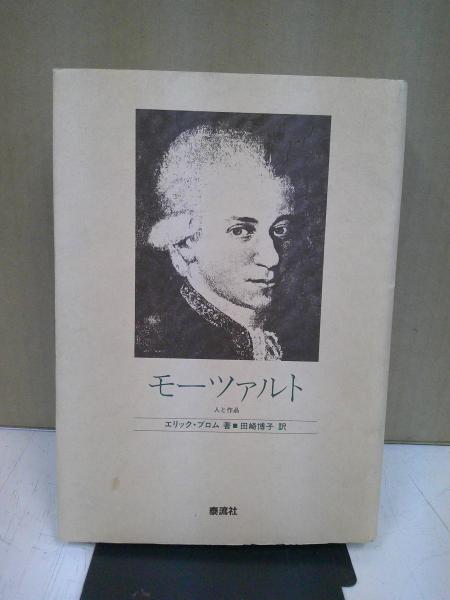 モーツァルト
人と作品
エリック・ブロム 著■田崎博子 訳
泰流社